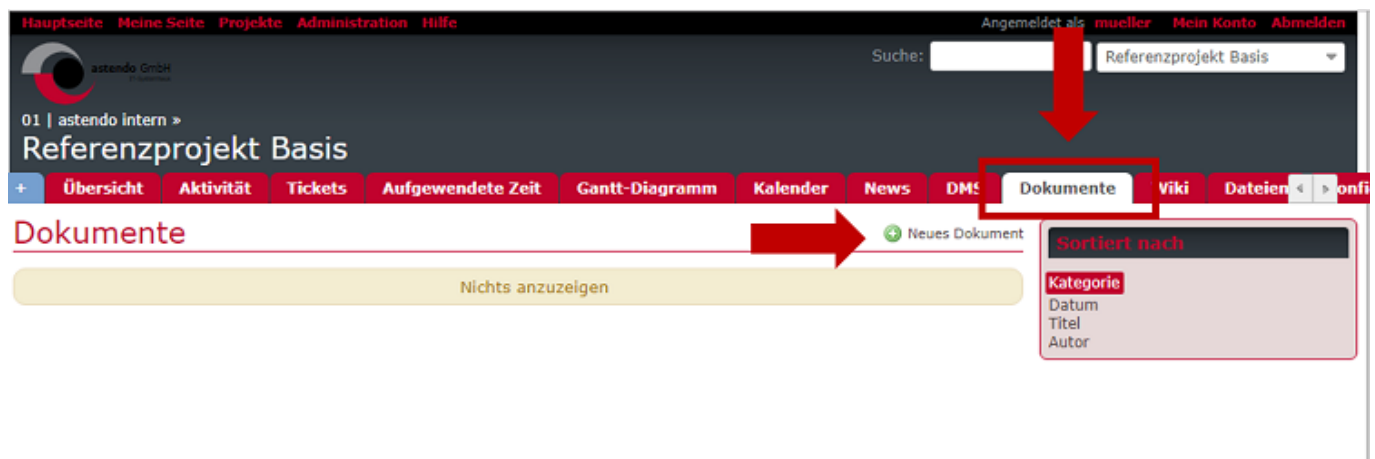 Hauptseite Meine Seite Projekte Administration Hilfe Angemeldet als mueller Mein Konto Abmelden
astendo GmbH
Suche: Referenzprojekt Basis
01 | astendo intern »
Referenzprojekt Basis
+ Übersicht Aktivität Tickets Aufgewendete Zeit Gantt-Diagramm Kalender News DMS Dokumente Wiki Dateien onfi
Dokumente
Neues Dokument
Sortiert nach
Nichts anzuzeigen
Kategorie
Datum
Titel
Autor